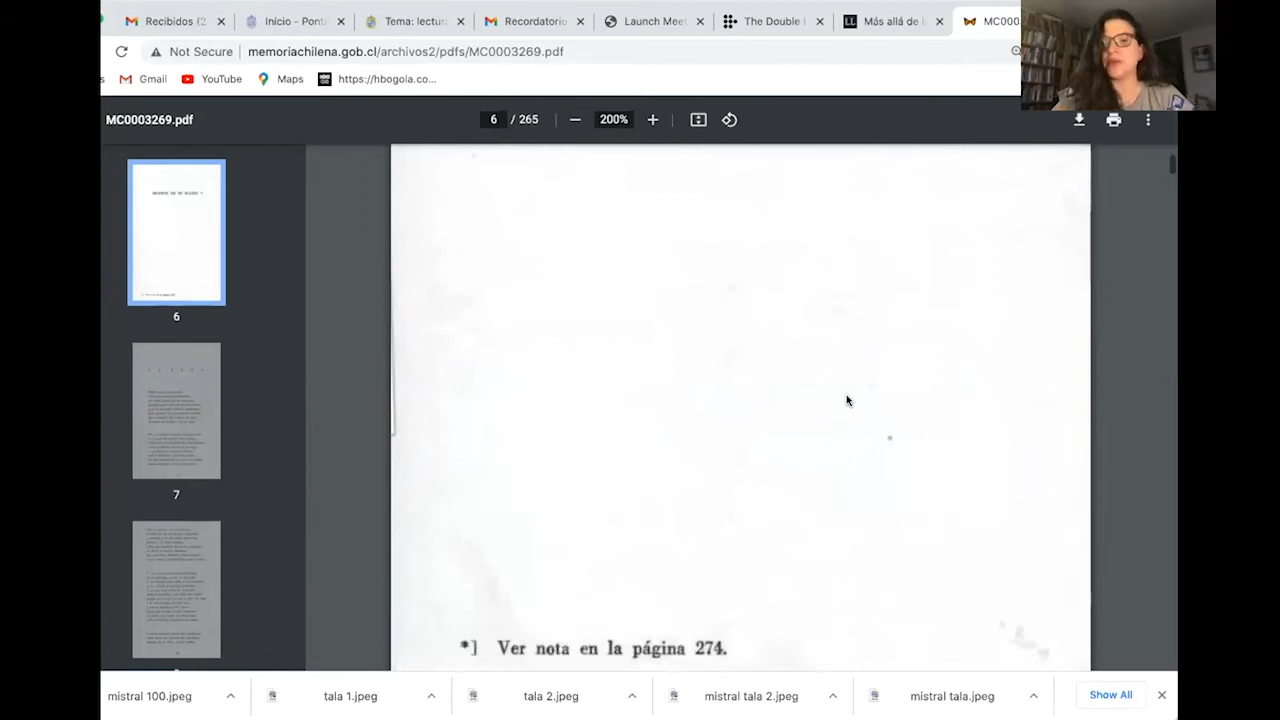 Recibidos (2
Inicio - Ponti
Tema: lectura
Recordatorio
Launch Meet
The Double
Más allá de
MC000
Not Secure
memoriachilena.gob.cl/archivos2/pdfs/MC0003269.pdf
s
Gmail
YouTube
Maps
https://hbogola.co...
MC0003269.pdf
6 / 265
200%
6
7
*] Ver nota en la página 274.
mistral 100.jpeg
tala 1.jpeg
tala 2.jpeg
mistral tala 2.jpeg
mistral tala.jpeg
Show All